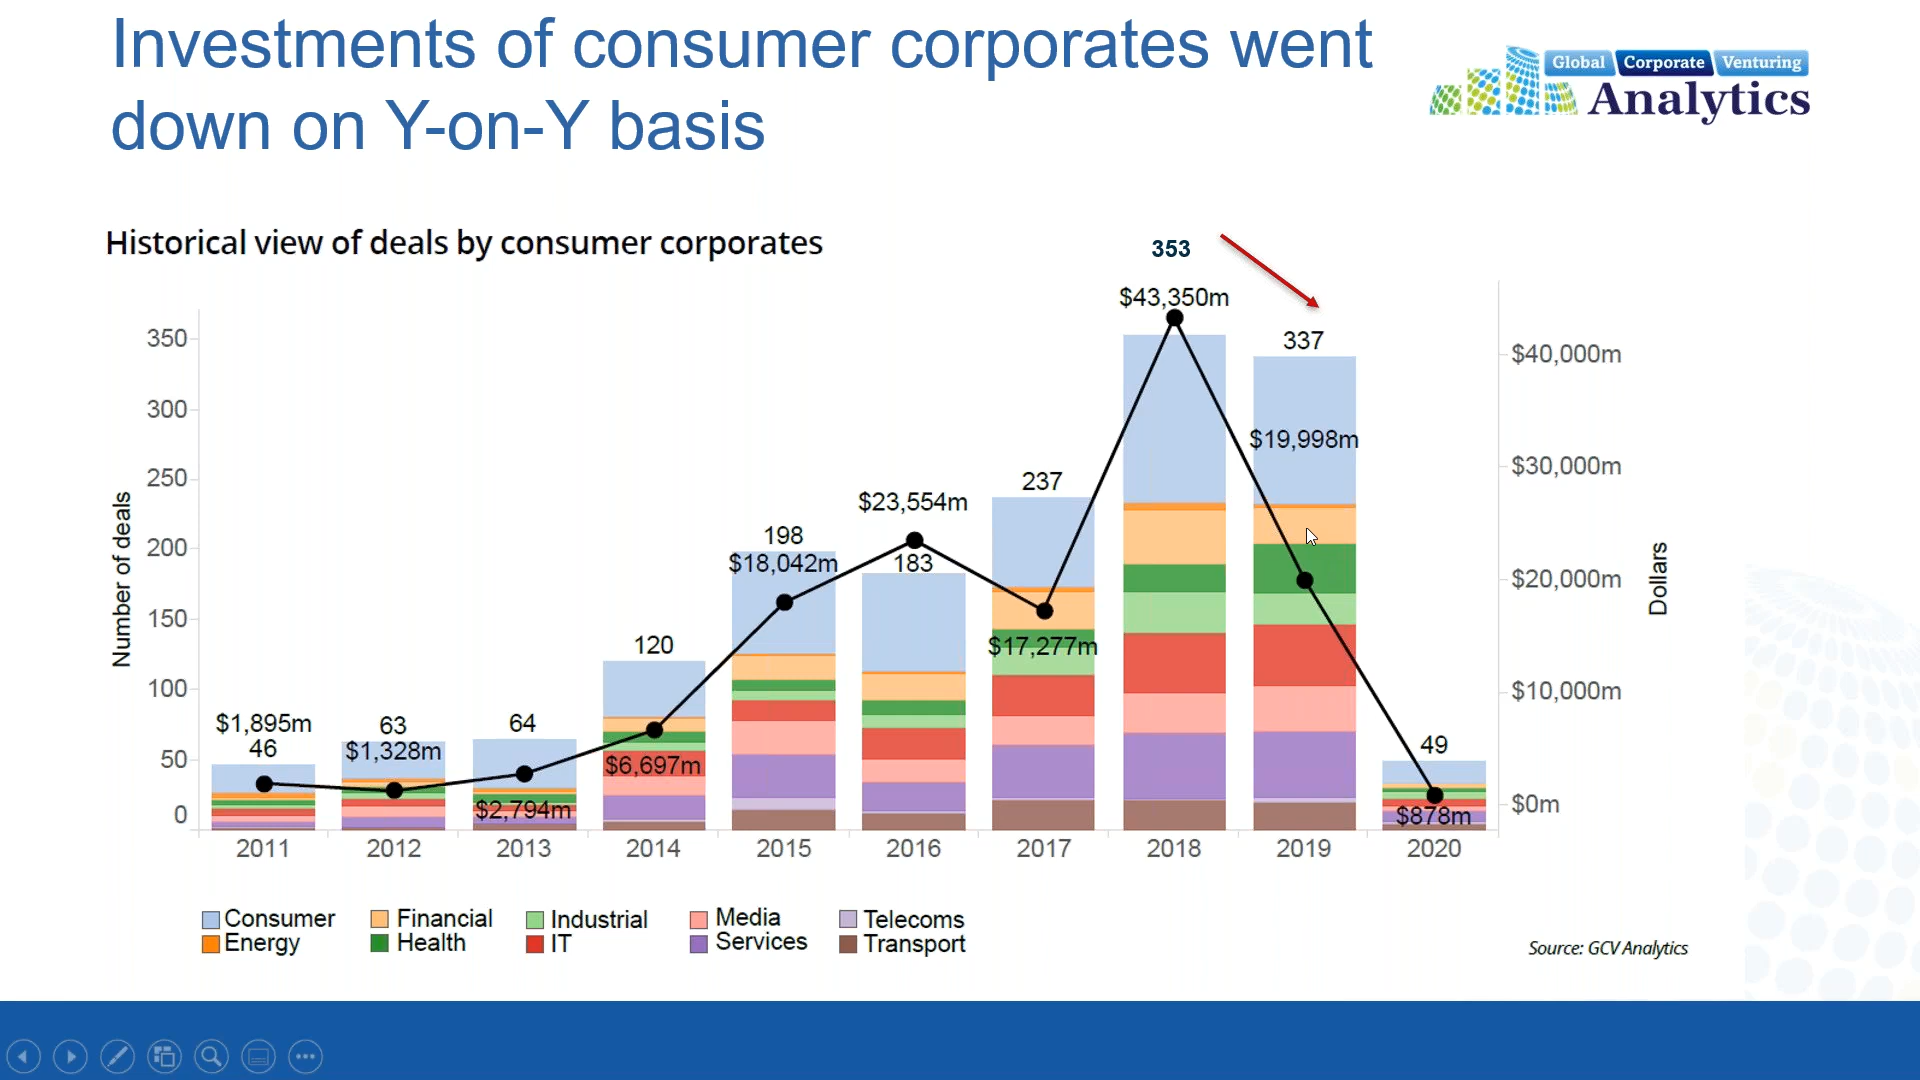 Investments of consumer corporates went
down on Y-on-Y basis
Global Corporate Venturing
Analytics
Historical view of deals by consumer corporates
353
$43,350m
337
$19,998m
237
$17,277m
$23,554m
183
198
$18,042m
120
$6,697m
64
$2,794m
63
$1,328m
$1,895m
46
49
$878m
Number of deals
350
300
250
200
150
100
50
0
$40,000m
$30,000m
$20,000m
$10,000m
$0m
Dollars
2011 2012 2013 2014 2015 2016 2017 2018 2019 2020
Consumer Financial Industrial Media Telecoms
Energy Health IT Services Transport
Source: GCV Analytics